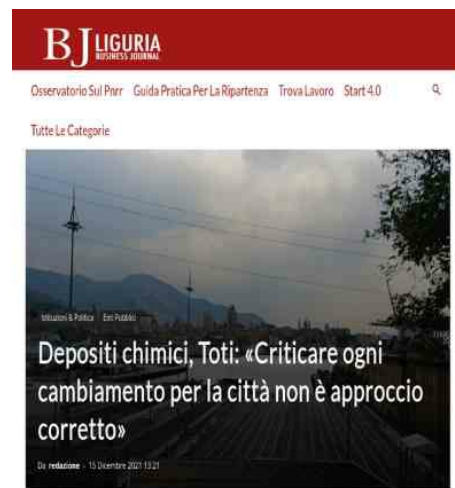 BJ LIGURIA
BUSINESS JOURNAL
Osservatorio Sul Pnrr Guida Pratica Per La Ripartenza Trova Lavoro Start 4.0
Tutte Le Categorie
Istituzioni & Politica Enti Pubblici
Depositi chimici, Toti: «Criticare ogni
cambiamento per la città non è approccio
corretto»
Da redazione - 15 Dicembre 2021 13:21